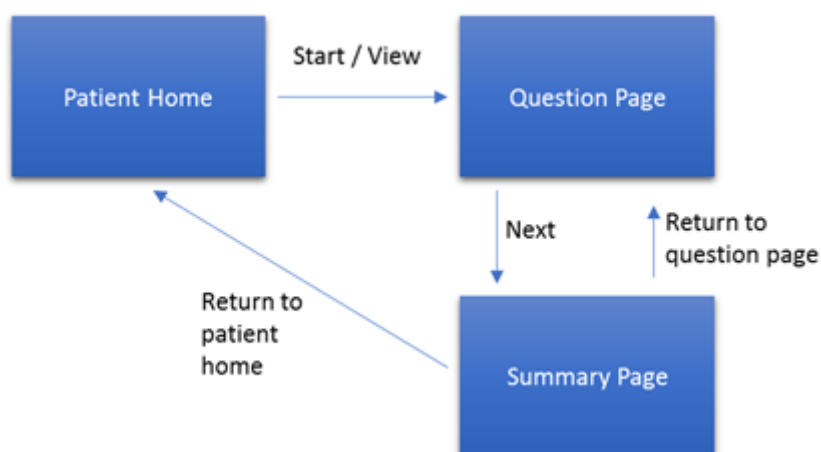 Start / View
Patient Home
Question Page
Next
Return to
question page
Return to
patient
home
Summary Page